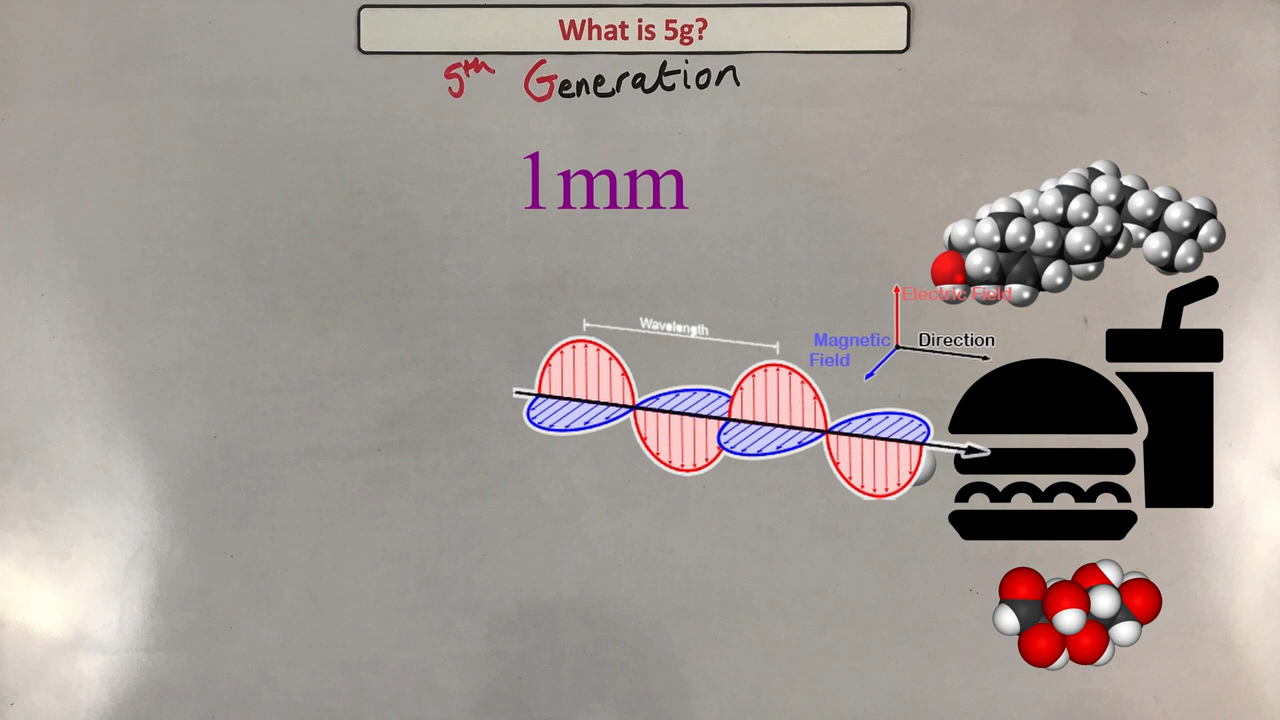 What is 5g?
5th Generation
1mm
Electric Field
Wavelength
Magnetic
Field
Direction